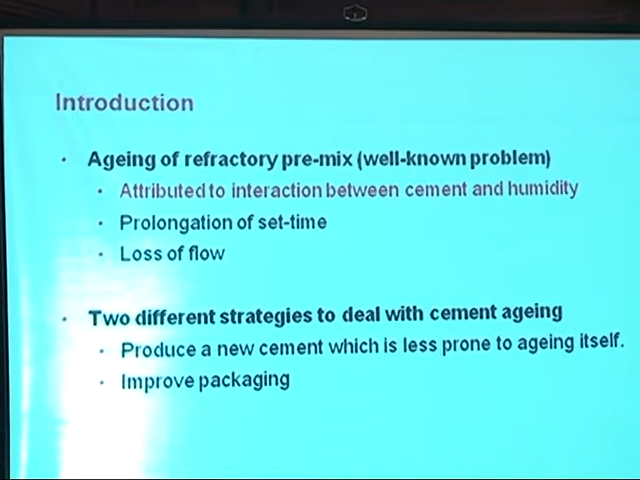 Introduction
• Ageing of refractory pre-mix (well-known problem)
• Attributed to interaction between cement and humidity
• Prolongation of set-time
• Loss of flow
• Two different strategies to deal with cement ageing
• Produce a new cement which is less prone to ageing itself.
• Improve packaging